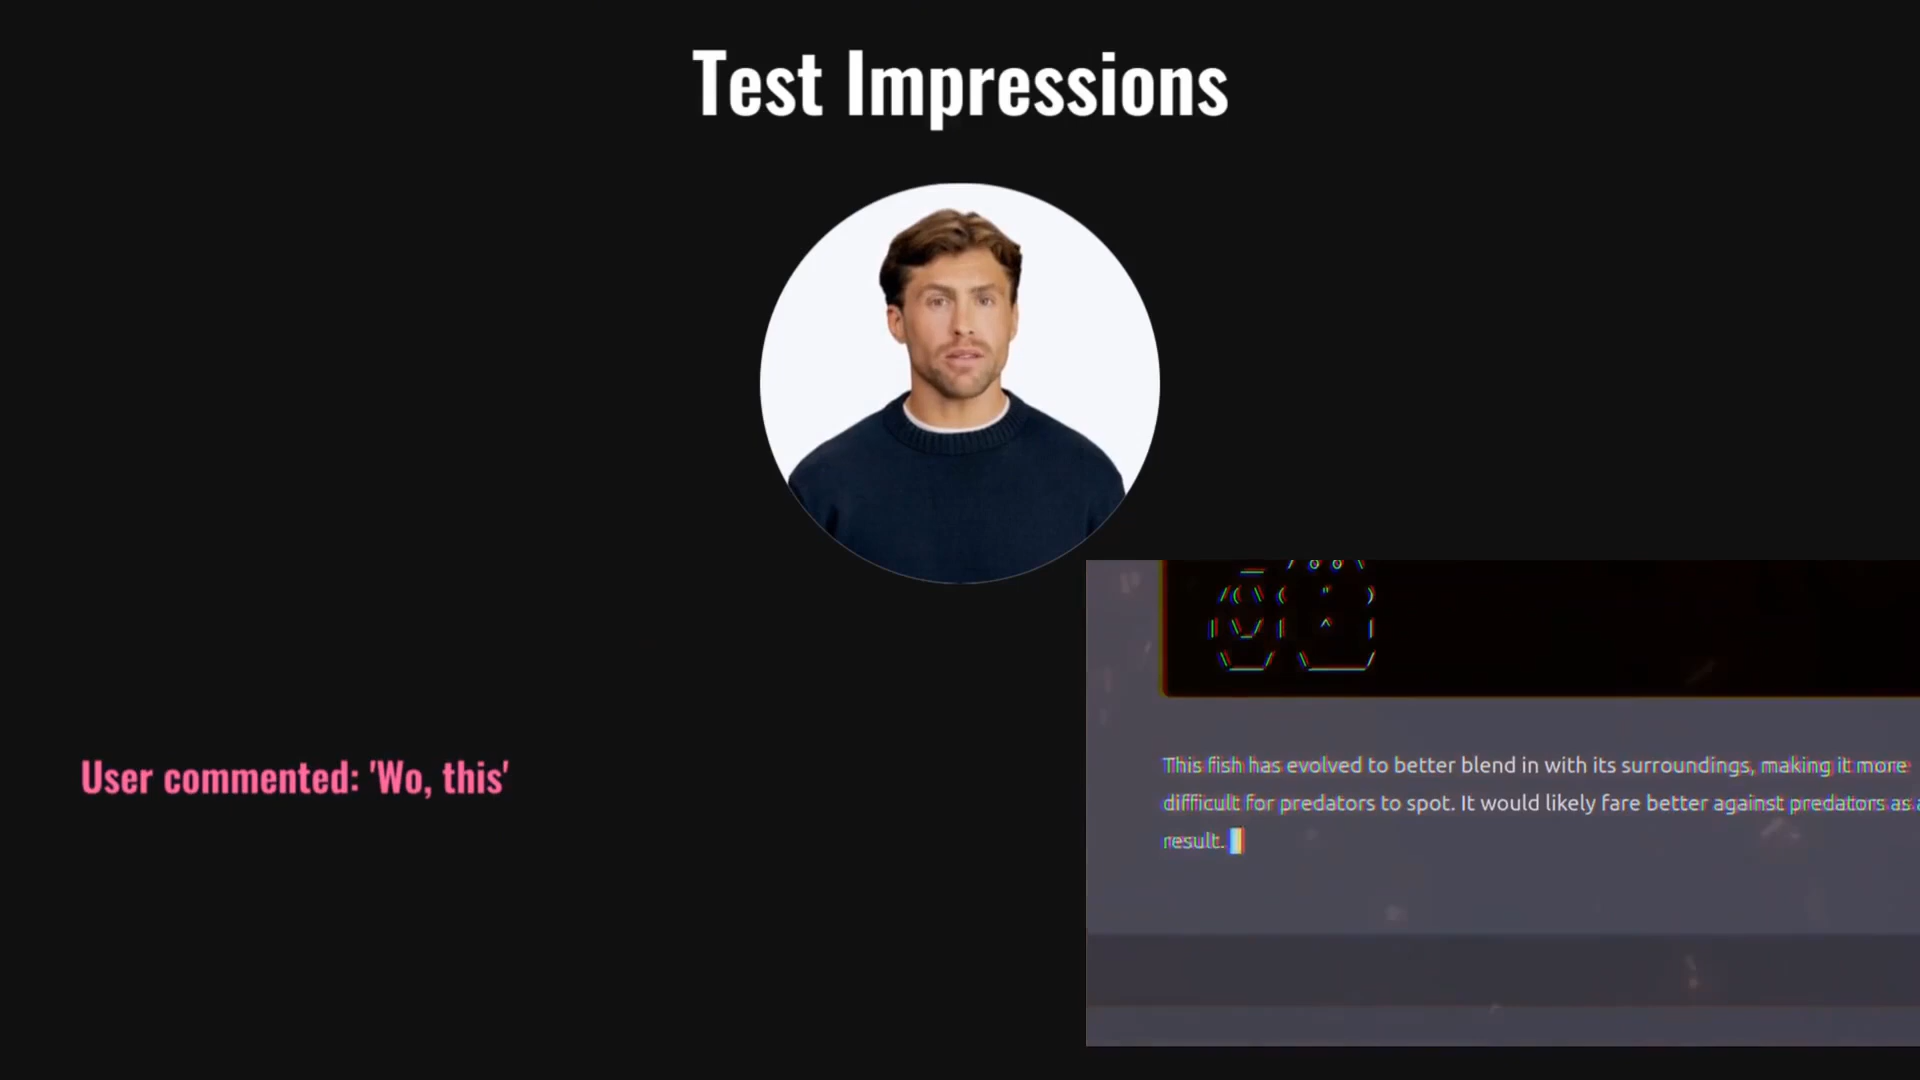 Test Impressions
User commented: 'Wo, this'
This fish has evolved to better blend in with its surroundings, making it more
difficult for predators to spot. It would likely fare better against predators as a
result.